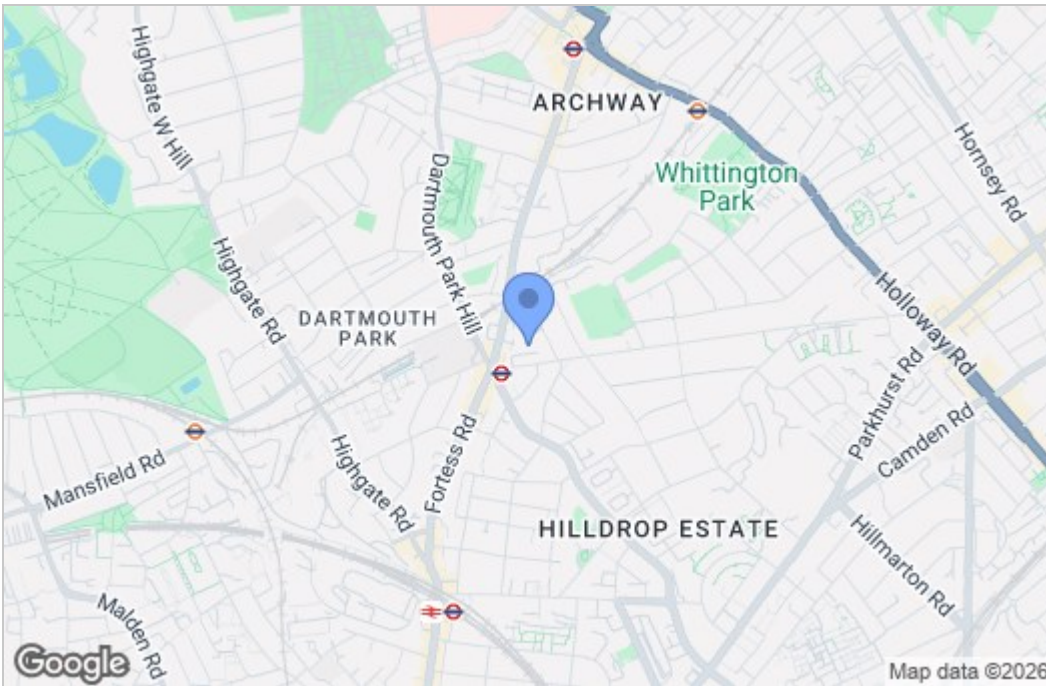 Highgate W Hill
ARCHWAY
Hornsey Rd
Dartmouth Park Hill
Whittington
Park
Highgate Rd
Holloway Rd
DARTMOUTH
PARK
Parkhurst Rd
Camden Rd
Fortess Rd
Mansfield Rd
Highgate Rd
HILLDROP ESTATE
Hillmarton Rd
Malden Rd
Google
Map data ©2026